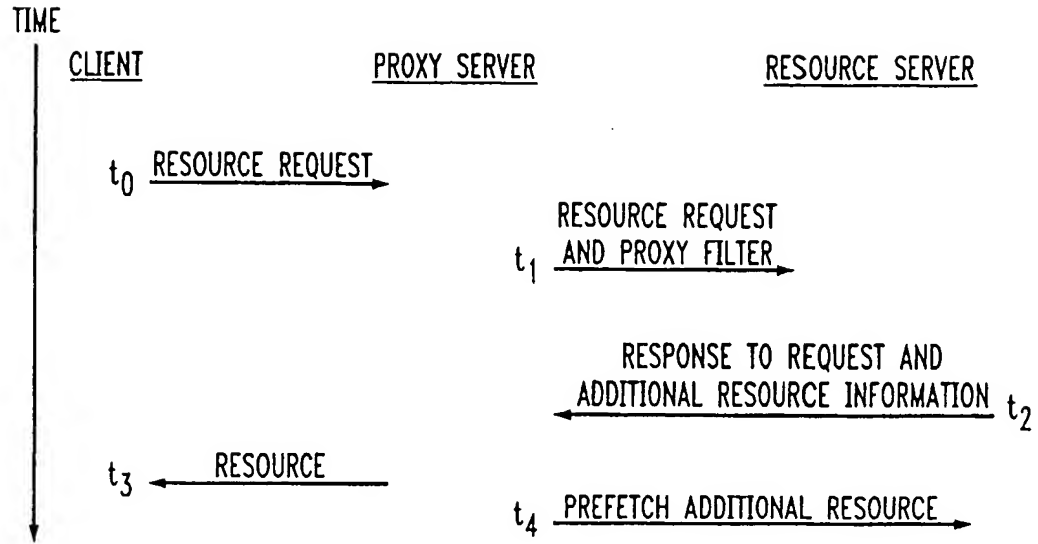 TIME
CLIENT PROXY SERVER RESOURCE SERVER
t0 RESOURCE REQUEST
RESOURCE REQUEST
t1 AND PROXY FILTER
RESPONSE TO REQUEST AND
ADDITIONAL RESOURCE INFORMATION t2
t3 RESOURCE
t4 PREFETCH ADDITIONAL RESOURCE